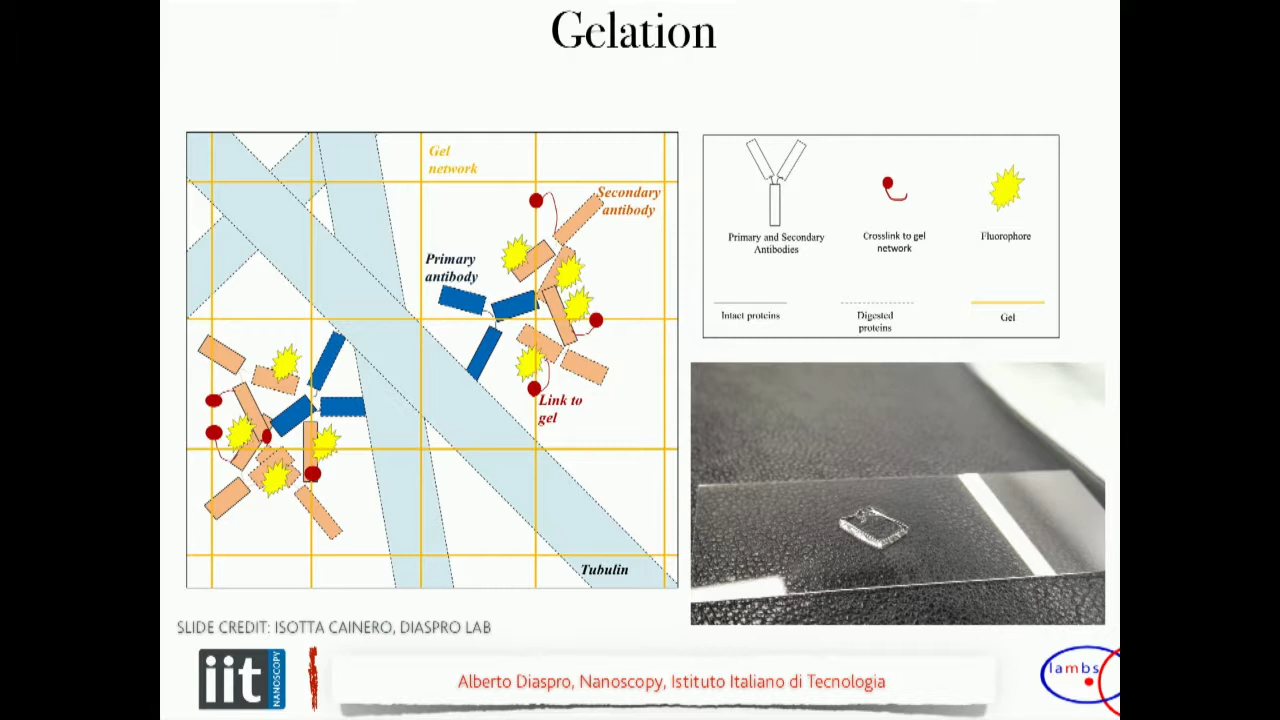 Gelation
Gel
network
Secondary
antibody
Primary
antibody
Link to
gel
Tubulin
Primary and Secondary
Antibodies
Crosslink to gel
network
Fluorophore
Intact proteins
Digested
proteins
Gel
SLIDE CREDIT: ISOTTA CAINERO, DIASPRO LAB
iit
NANOSCOPY
Alberto Diaspro, Nanoscopy, Istituto Italiano di Tecnologia
lambs